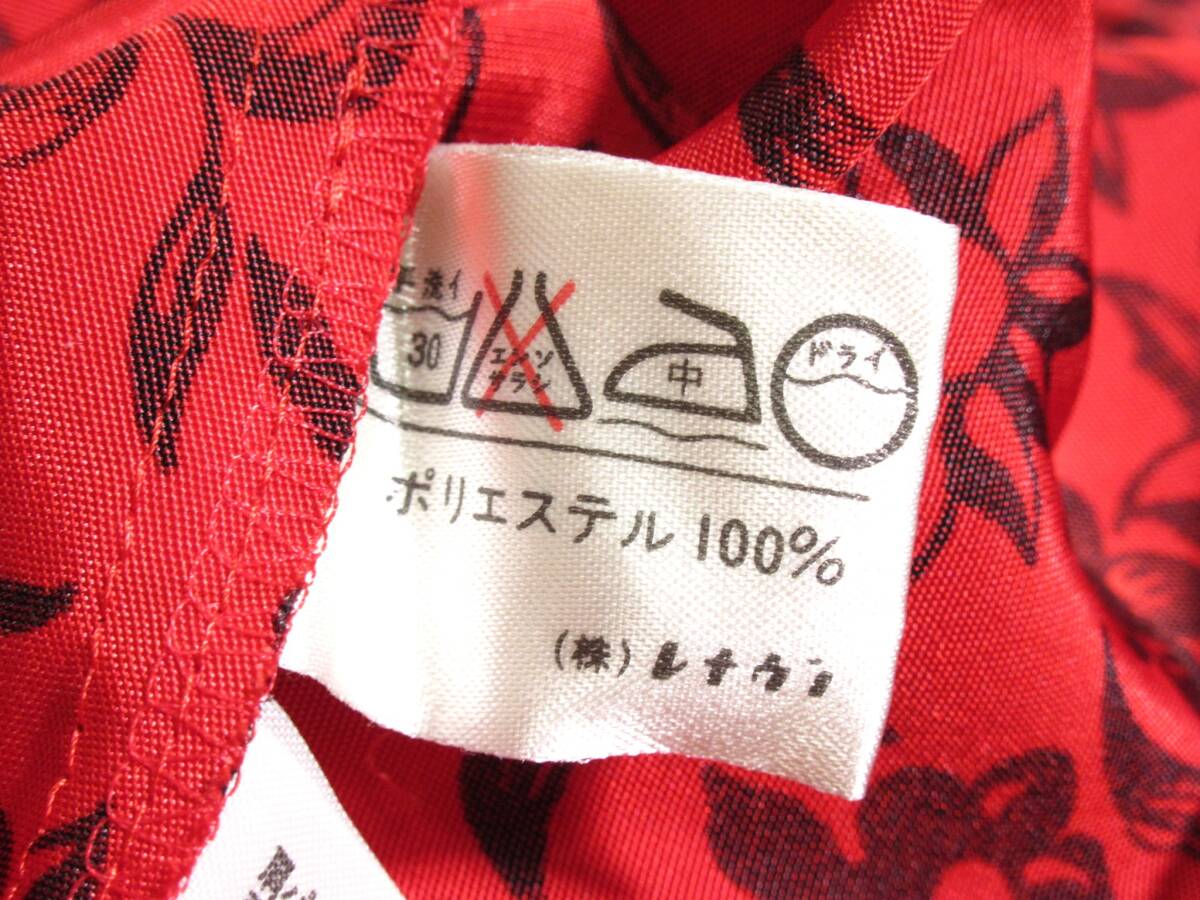 手洗イ
30
エンソ
サラシ
中
ドライ
ポリエステル 100%
(株) レナウン